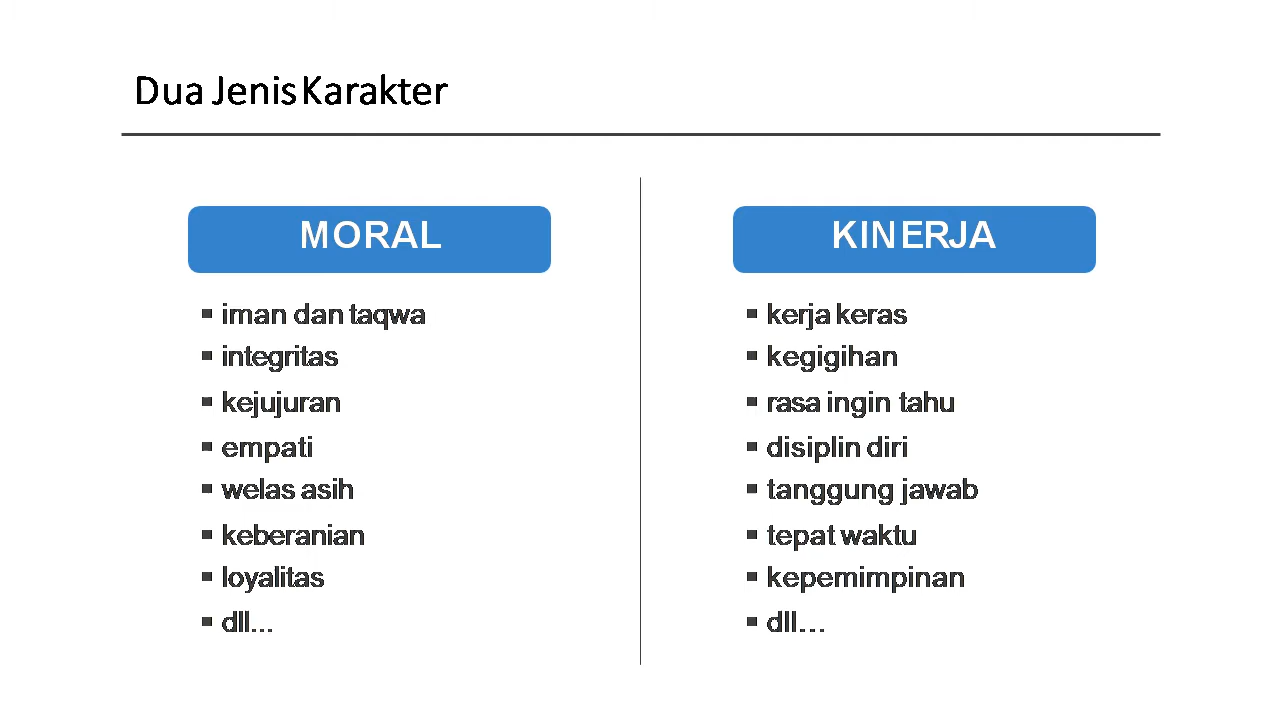 Dua Jenis Karakter
MORAL
▪ iman dan taqwa
▪ integritas
▪ kejujuran
▪ empati
▪ welas asih
▪ keberanian
▪ loyalitas
▪ dll...
KINERJA
▪ kerja keras
▪ kegigihan
▪ rasa ingin tahu
▪ disiplin diri
▪ tanggung jawab
▪ tepat waktu
▪ kepemimpinan
▪ dll...